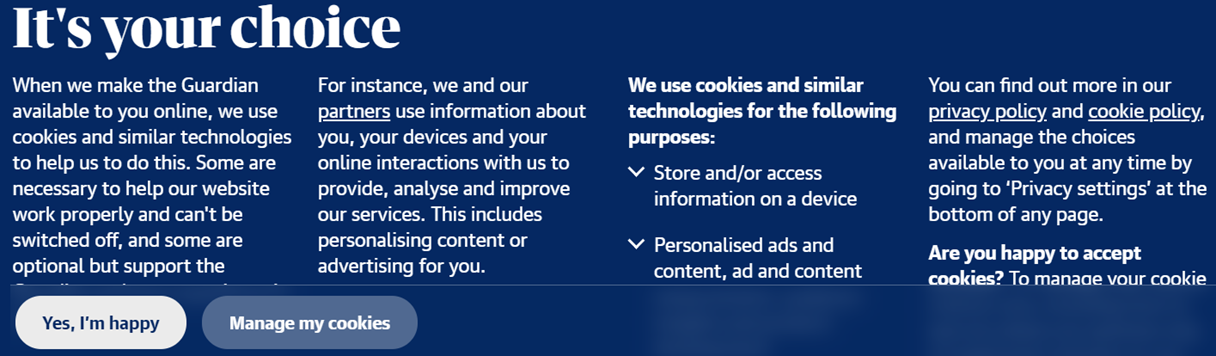 It's your choice
When we make the Guardian
available to you online, we use
cookies and similar technologies
to help us to do this. Some are
necessary to help our website
work properly and can't be
switched off, and some are
optional but support the
For instance, we and our
partners use information about
you, your devices and your
online interactions with us to
provide, analyse and improve
our services. This includes
personalising content or
advertising for you.
We use cookies and similar
technologies for the following
purposes:
Store and/or access
information on a device
Personalised ads and
content, ad and content
You can find out more in our
privacy policy and cookie policy,
and manage the choices
available to you at any time by
going to ‘Privacy settings’ at the
bottom of any page.
Are you happy to accept
cookies? To manage your cookie
Yes, I’m happy
Manage my cookies